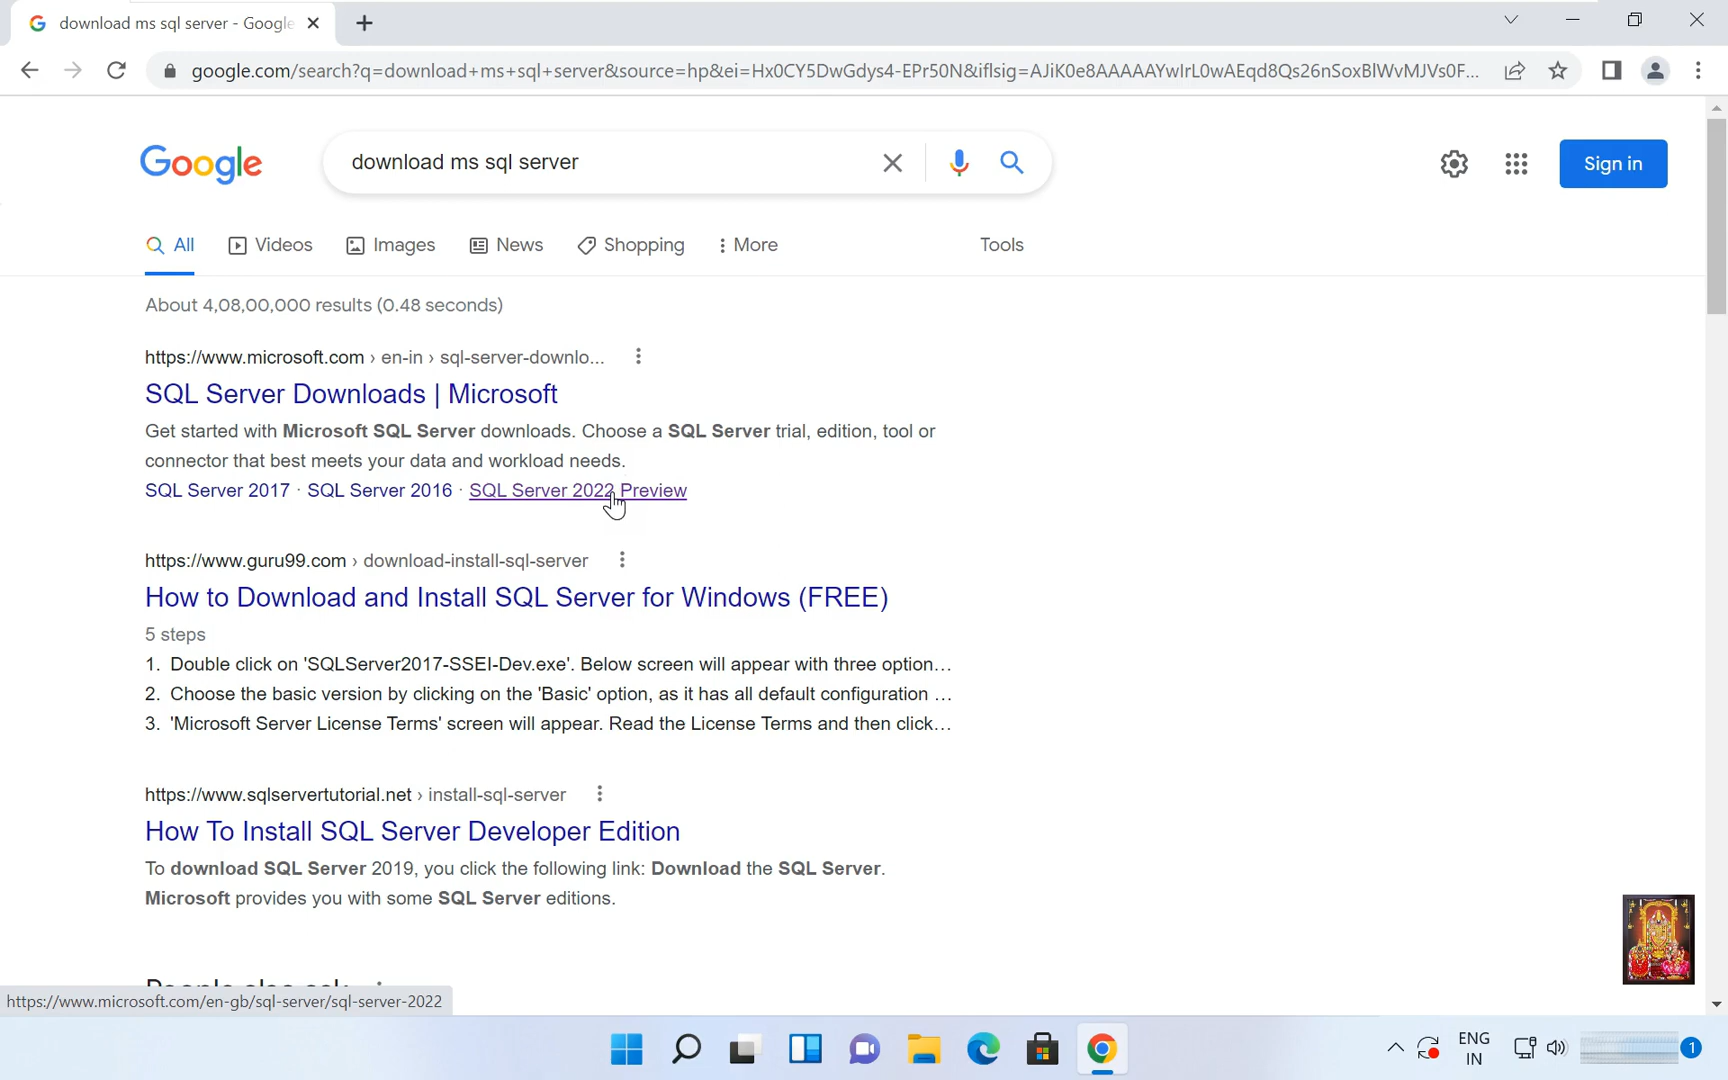 download ms sql server - Google
google.com/search?q=download+ms+sql+server&source=hp&ei=Hx0CY5DwGdys4-EPr50N&iflsig=AJiK0e8AAAAAYwIrL0wAEqd8Qs26nSoxBlWvMJVs0F...
Google
download ms sql server
Sign in
All
Videos
Images
News
Shopping
More
Tools
About 4,08,00,000 results (0.48 seconds)
https://www.microsoft.com › en-in › sql-server-downlo...
SQL Server Downloads | Microsoft
Get started with Microsoft SQL Server downloads. Choose a SQL Server trial, edition, tool or
connector that best meets your data and workload needs.
SQL Server 2017 · SQL Server 2016 · SQL Server 2022 Preview
https://www.guru99.com › download-install-sql-server
How to Download and Install SQL Server for Windows (FREE)
5 steps
1. Double click on 'SQLServer2017-SSEI-Dev.exe'. Below screen will appear with three option...
2. Choose the basic version by clicking on the 'Basic' option, as it has all default configuration ...
3. 'Microsoft Server License Terms' screen will appear. Read the License Terms and then click...
https://www.sqlservertutorial.net › install-sql-server
How To Install SQL Server Developer Edition
To download SQL Server 2019, you click the following link: Download the SQL Server.
Microsoft provides you with some SQL Server editions.
People also ask
https://www.microsoft.com/en-gb/sql-server/sql-server-2022
ENG
IN
1